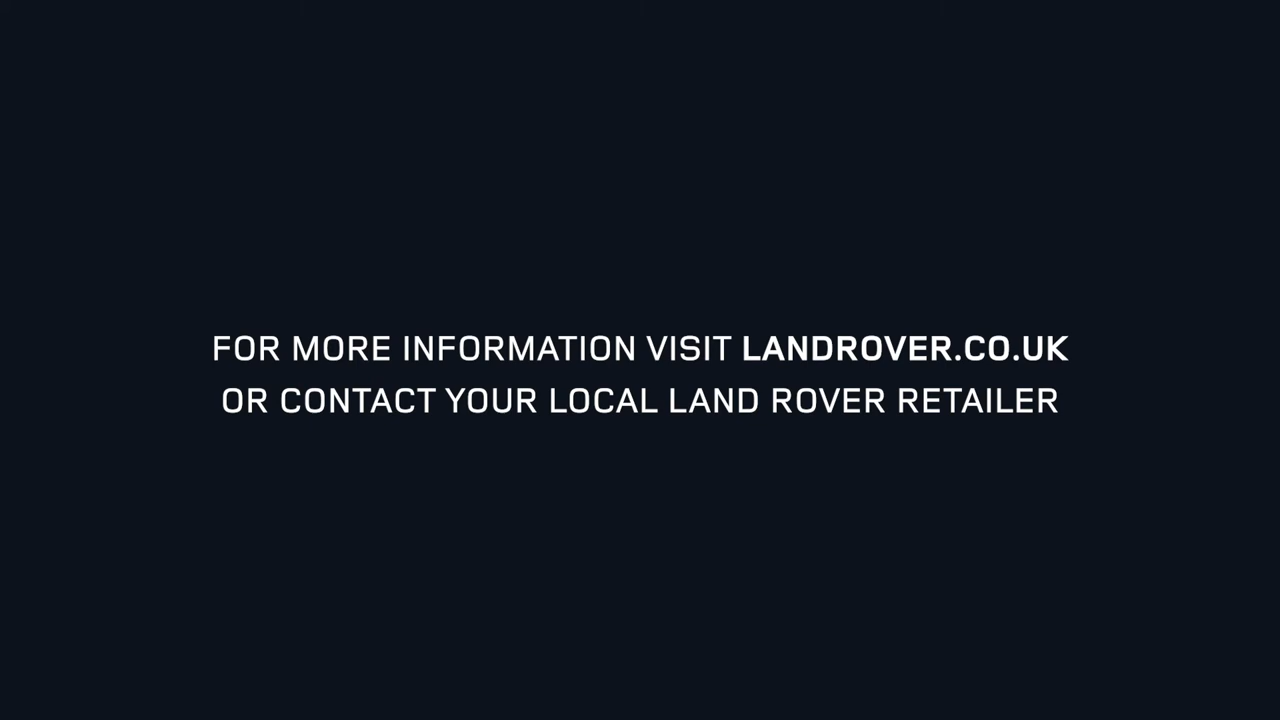 FOR MORE INFORMATION VISIT LANDROVER.CO.UK
OR CONTACT YOUR LOCAL LAND ROVER RETAILER